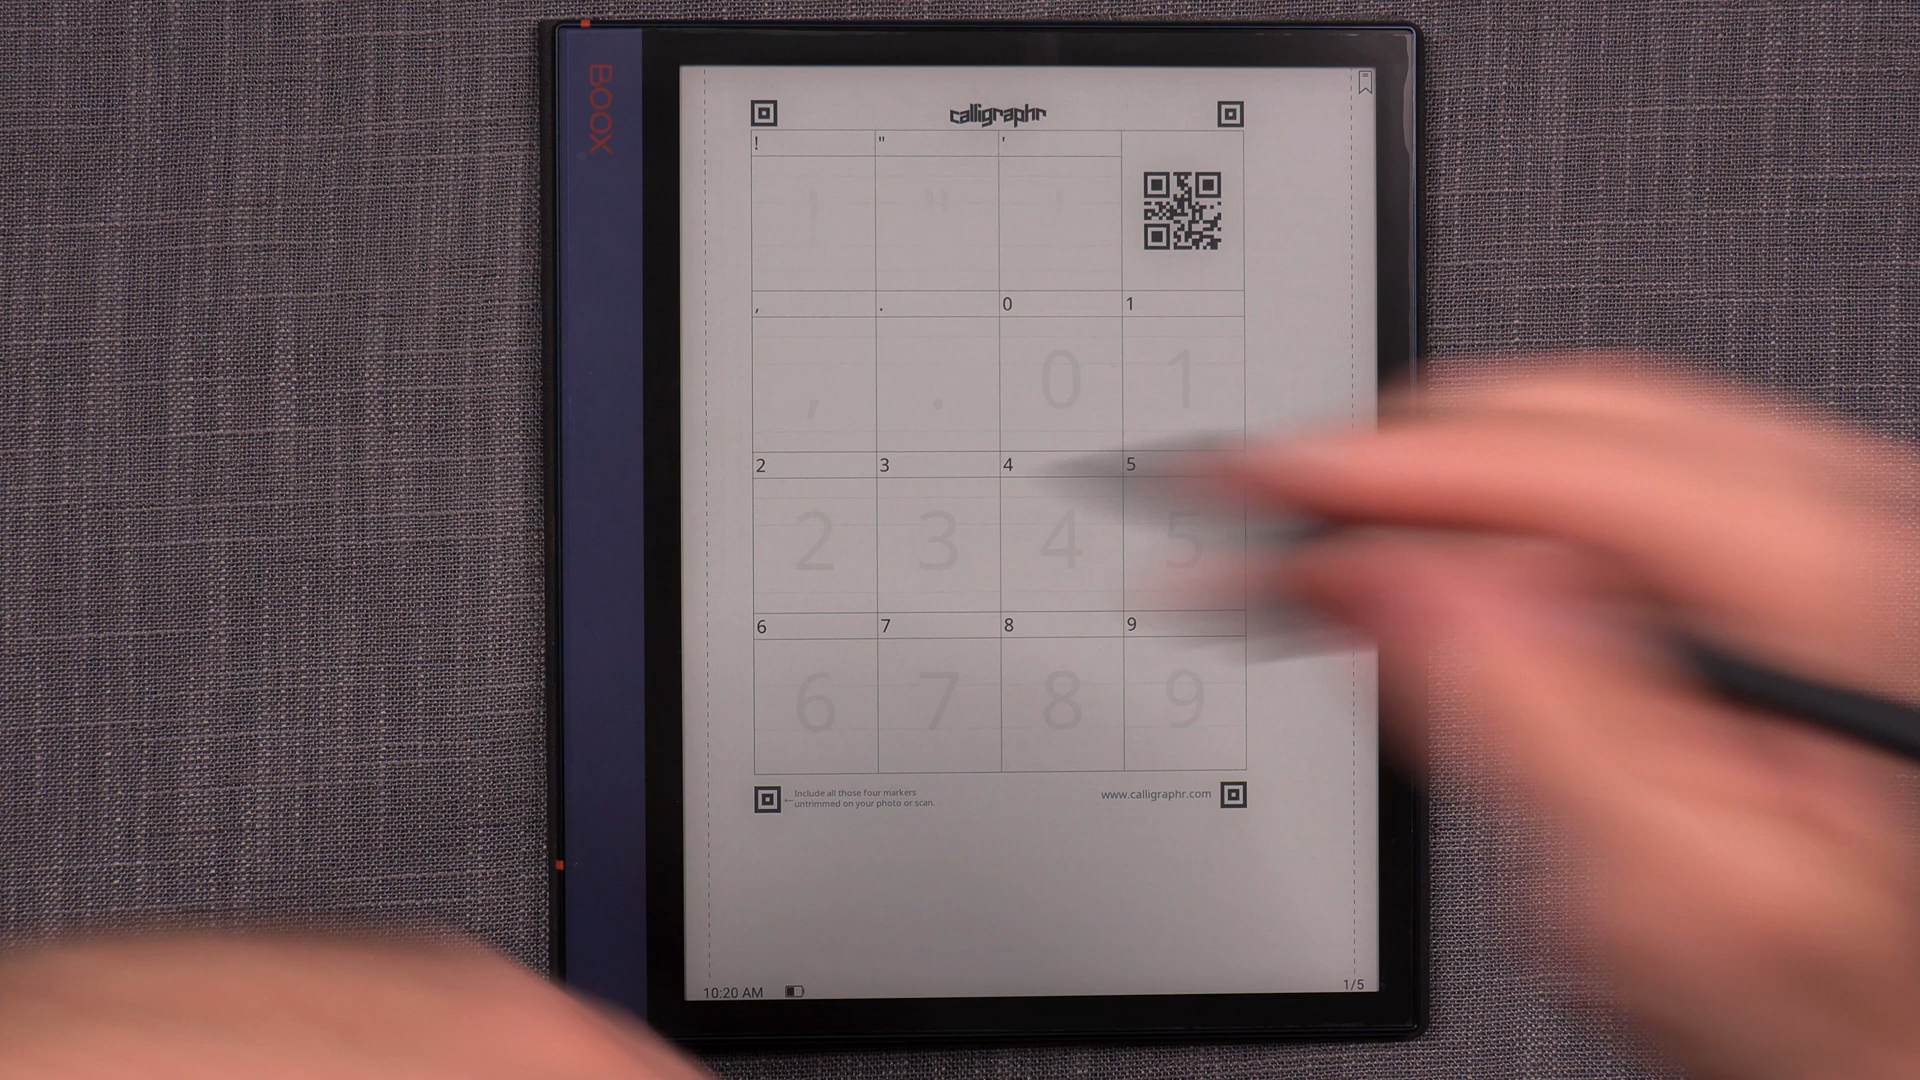 BOOX
calligraphr
! " '
! " '
, . 0 1
, . 0 1
2 3 4 5
2 3 4 5
6 7 8 9
6 7 8 9
←Include all those four markers
untrimmed on your photo or scan.
www.calligraphr.com
10:20 AM
1/5